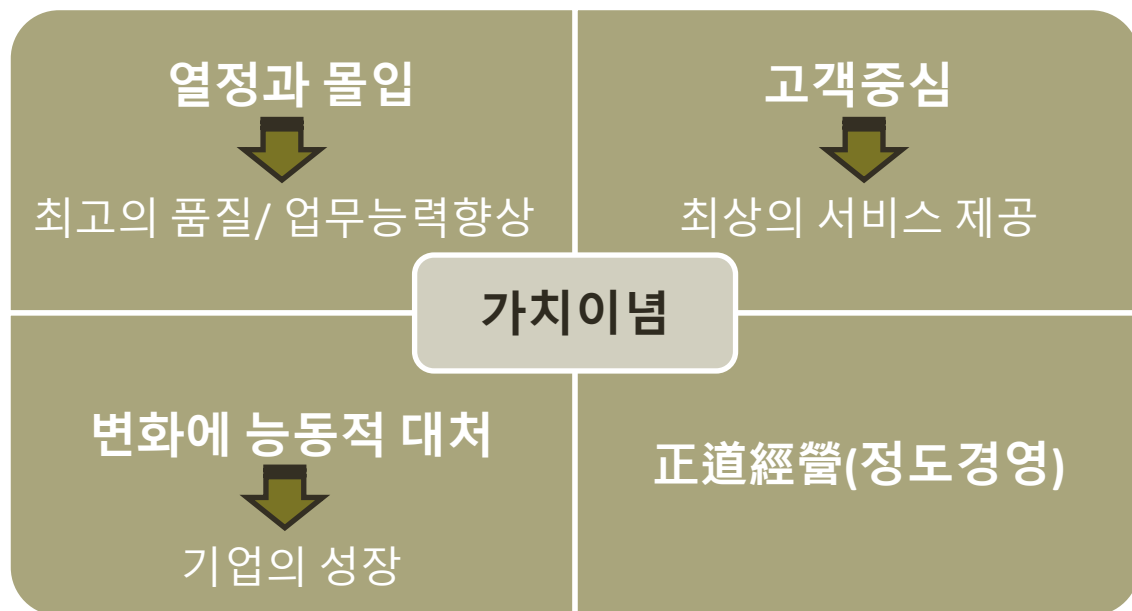 열정과 몰입
최고의 품질/ 업무능력향상
고객중심
최상의 서비스 제공
가치이념
변화에 능동적 대처
기업의 성장
正道經營(정도경영)